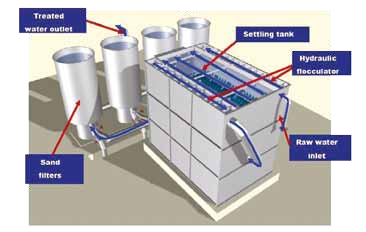 Treated
water outlet
Settling tank
Hydraulic
flocculator
Raw water
inlet
Sand
filters